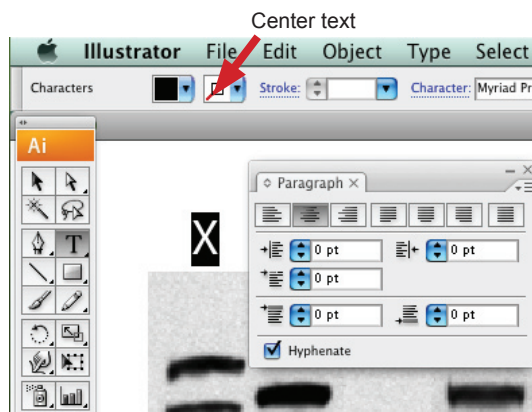 Center text
Illustrator File Edit Object Type Select
Characters Stroke: Character: Myriad Pr
Ai
Paragraph
X
0 pt 0 pt
0 pt
0 pt 0 pt
Hyphenate
T